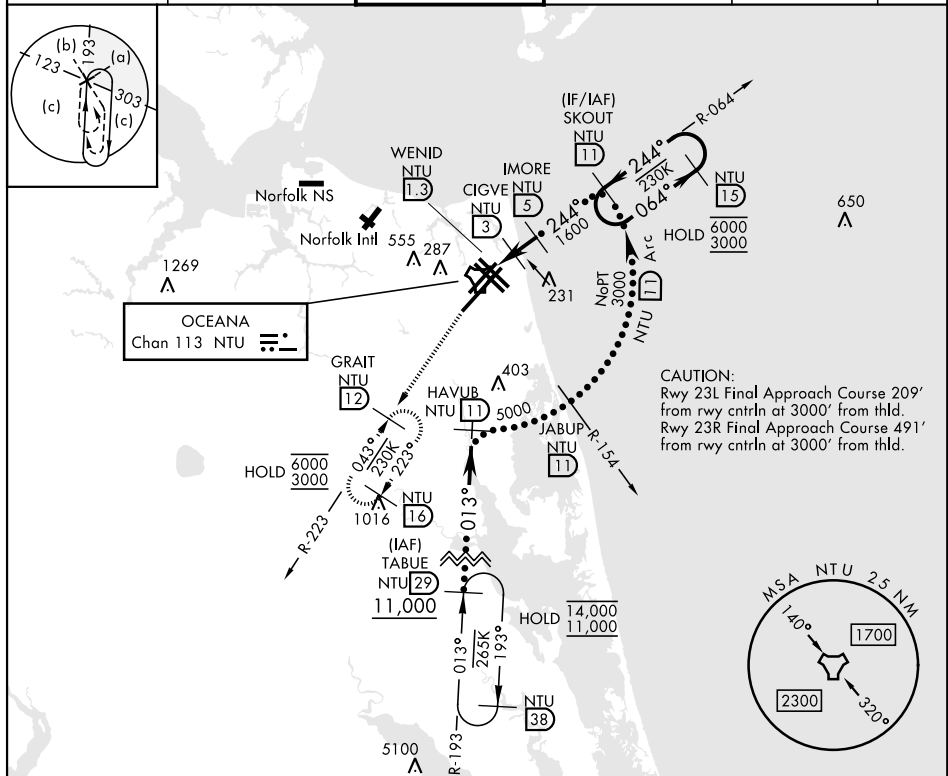 (b)
193
(a)
123
303
(c)
(c)
(IF/IAF)
SKOUT
NTU
11
R-064
244°
230K
064°
NTU
15
HOLD 6000
3000
650
WENID
NTU
1.3
CIGVE
NTU
3
IMORE
NTU
5
244°
1600
Norfolk NS
Norfolk Intl
555
287
231
1269
NoPT
3000
NTU 11 Arc
OCEANA
Chan 113 NTU
GRAIT
NTU
12
HAVUB
NTU 11
403
5000
JABUP
NTU
11
R-154
CAUTION:
Rwy 23L Final Approach Course 209'
from rwy cntrln at 3000' from thld.
Rwy 23R Final Approach Course 491'
from rwy cntrln at 3000' from thld.
HOLD 6000
3000
043°
230K
223°
1016
NTU
16
R-223
013°
(IAF)
TABUE
NTU 29
11,000
HOLD 14,000
11,000
013°
265K
193°
NTU
38
R-193
5100
MSA NTU 25 NM
140°
1700
2300
320°